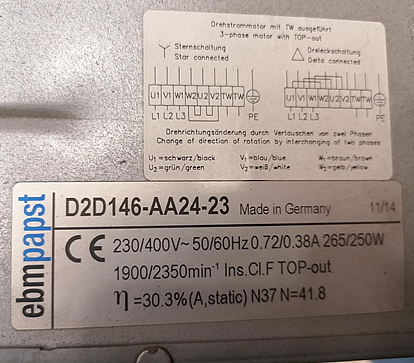 Drehstrommotor mit TW ausgeführt
3-phase motor with TOP-out
Sternschaltung
Star connected
Dreieckschaltung
Delta connected
U1 V1 W1 W2 U2 V2 TW TW
L1 L2 L3 PE
U1 V1 W1 W2 U2 V2 TW TW
L1 L2 L3 PE
Drehrichtungsänderung durch Vertauschen von zwei Phasen
Change of direction of rotation by interchanging of two phases
U₁ =schwarz/black V₁ =blau/blue W₁ =braun/brown
U₂ =grün/green V₂ =weiß/white W₂ =gelb/yellow
ebmpapst
D2D146-AA24-23 Made in Germany 11/14
CE 230/400V~ 50/60Hz 0.72/0.38A 265/250W
1900/2350min⁻¹ Ins.Cl.F TOP-out
η =30.3%(A,static) N37 N=41.8